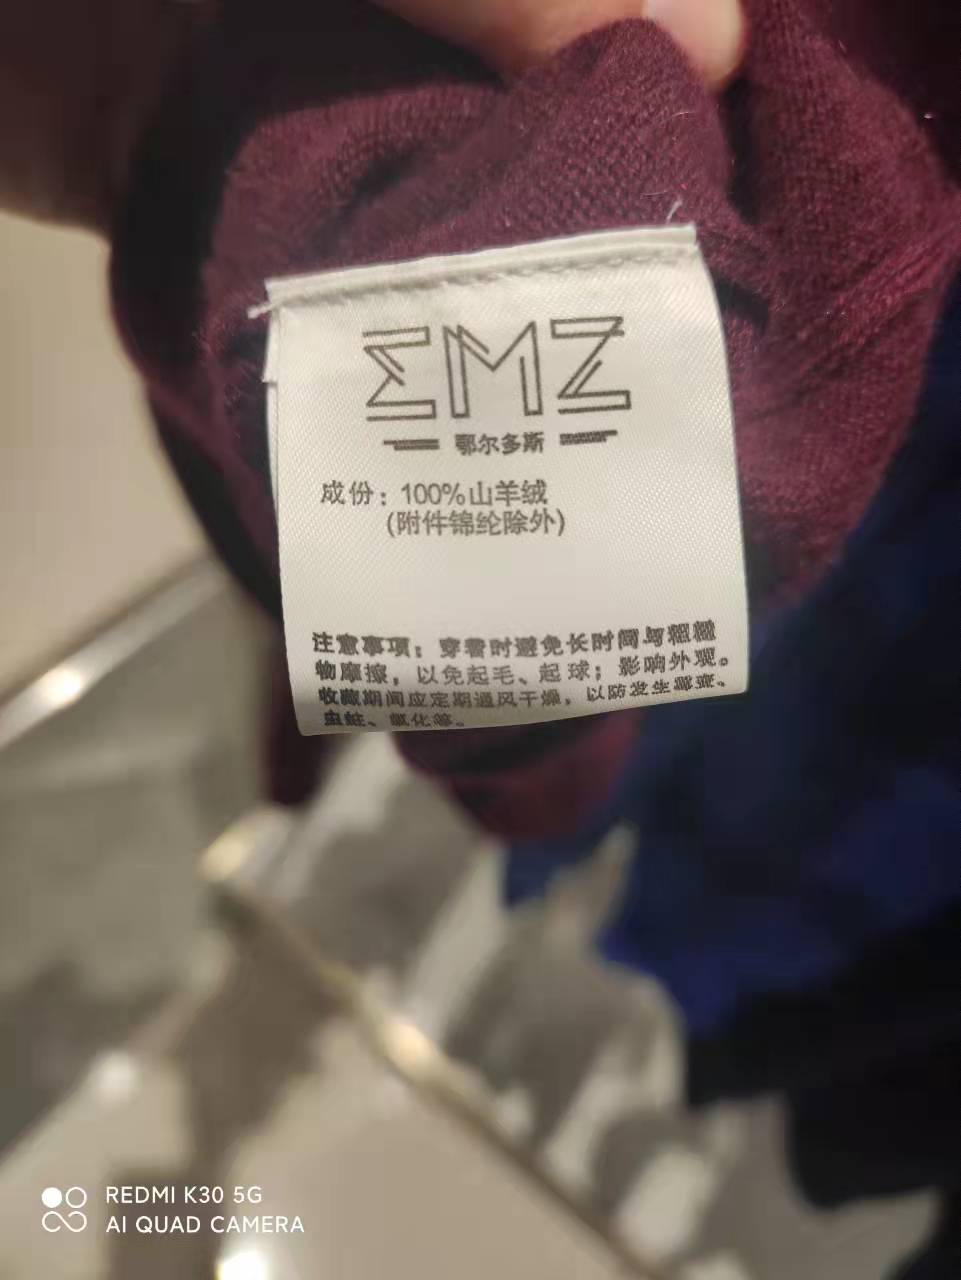 ΣMZ
鄂尔多斯
成份：100%山羊绒
(附件锦纶除外)
注意事项：穿着时避免长时间与粗糙
物摩擦，以免起毛、起球；影响外观。
收藏期间应定期通风干燥，以防发生霉变、
虫蛀、氧化等。
REDMI K30 5G
AI QUAD CAMERA